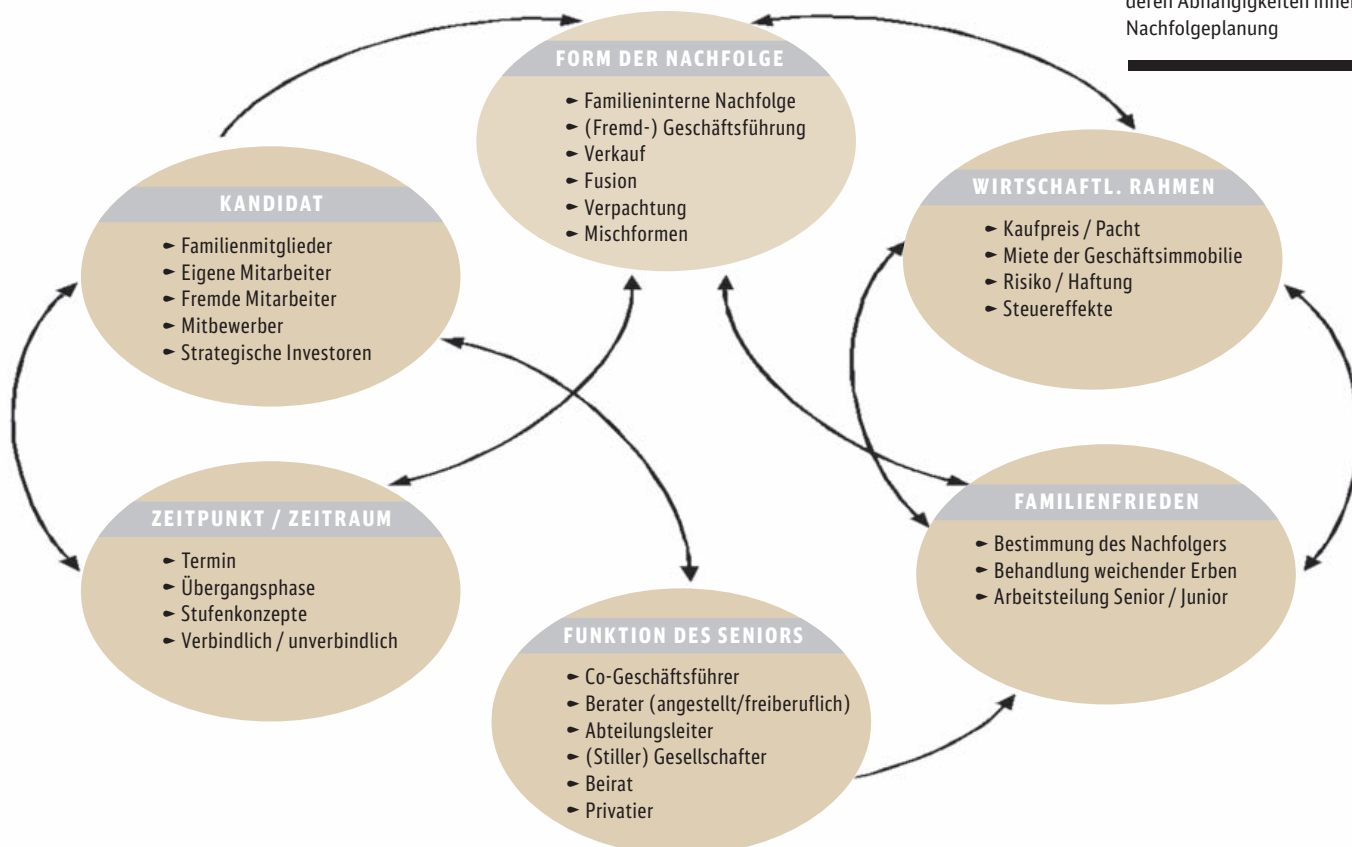 deren Abhängigkeiten
Nachfolgeplanung
FORM DER NACHFOLGE
➨ Familieninterne Nachfolge
➨ (Fremd-) Geschäftsführung
➨ Verkauf
➨ Fusion
➨ Verpachtung
➨ Mischformen
KANDIDAT
➨ Familienmitglieder
➨ Eigene Mitarbeiter
➨ Fremde Mitarbeiter
➨ Mitbewerber
➨ Strategische Investoren
WIRTSCHAFTL. RAHMEN
➨ Kaufpreis / Pacht
➨ Miete der Geschäftsimmobilie
➨ Risiko / Haftung
➨ Steuereffekte
ZEITPUNKT / ZEITRAUM
➨ Termin
➨ Übergangsphase
➨ Stufenkonzepte
➨ Verbindlich / unverbindlich
FAMILIENFRIEDEN
➨ Bestimmung des Nachfolgers
➨ Behandlung weichender Erben
➨ Arbeitsteilung Senior / Junior
FUNKTION DES SENIORS
➨ Co-Geschäftsführer
➨ Berater (angestellt/freiberuflich)
➨ Abteilungsleiter
➨ (Stiller) Gesellschafter
➨ Beirat
➨ Privatier